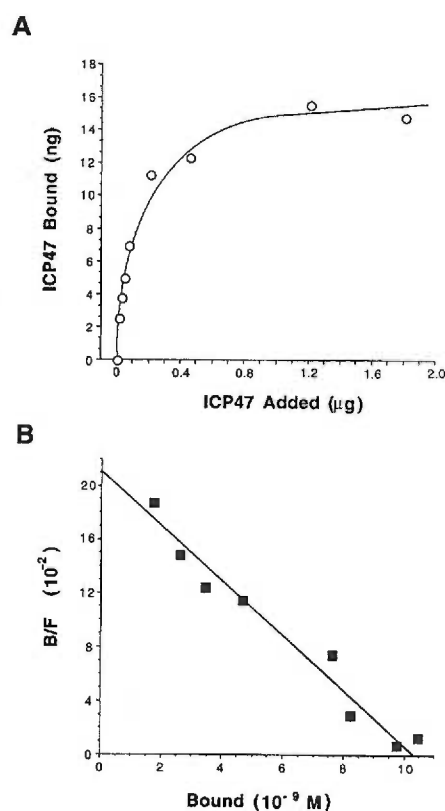 A
18
16
14
12
10
8
6
4
2
0
ICP47 Bound (ng)
0 0.4 0.8 1.2 1.6 2.0
ICP47 Added (µg)
B
20
16
12
8
4
0
B/F (10⁻²)
0 2 4 6 8 10
Bound (10⁻⁹ M)